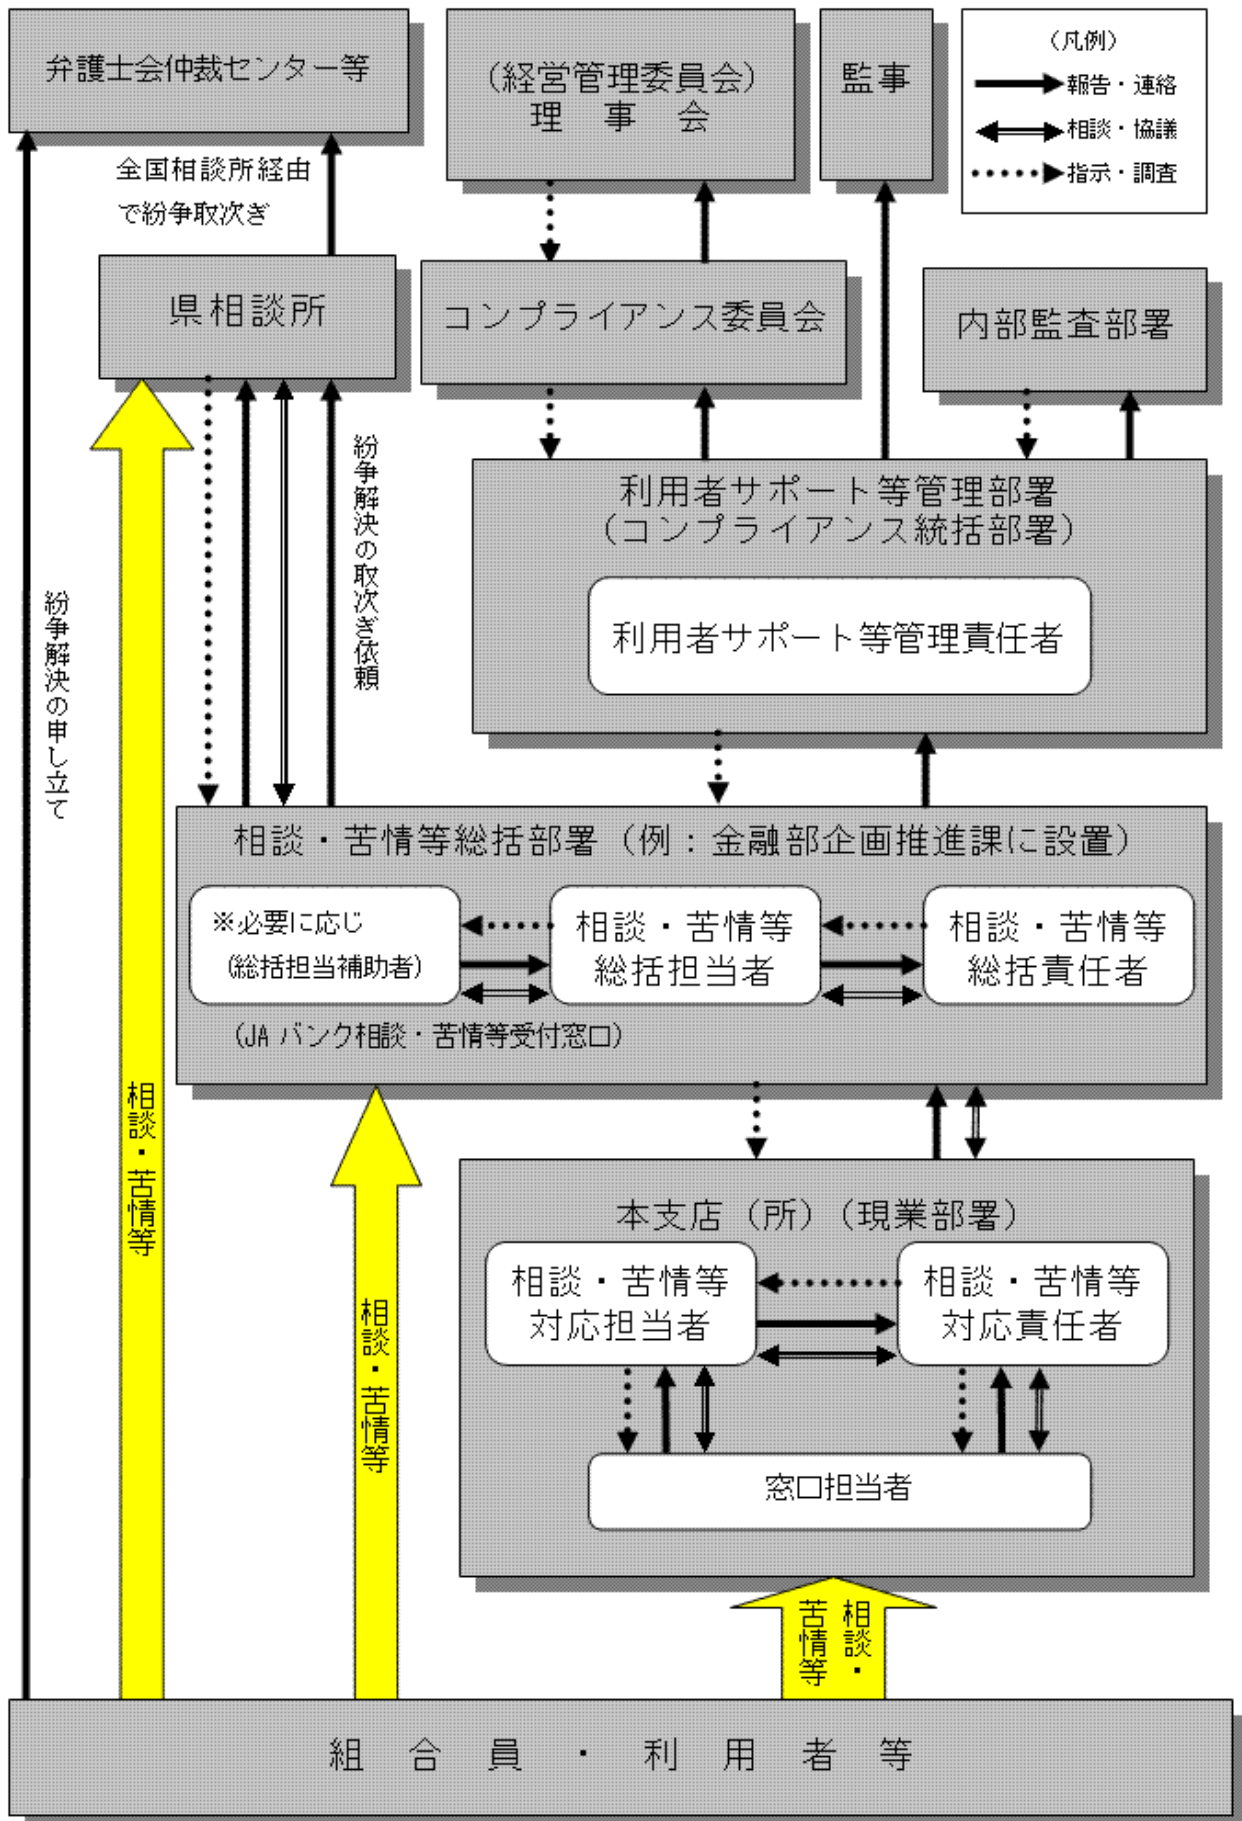 弁護士会仲裁センター等
(経営管理委員会)
理事会
監事
(凡例)
報告・連絡
相談・協議
指示・調査
全国相談所経由
で紛争取次ぎ
県相談所
コンプライアンス委員会
内部監査部署
紛争解決の取次ぎ依頼
利用者サポート等管理部署
(コンプライアンス統括部署)
利用者サポート等管理責任者
紛争解決の申し立て
相談・苦情等総括部署(例:金融部企画推進課に設置)
※必要に応じ
(総括担当補助者)
相談・苦情等
総括担当者
相談・苦情等
総括責任者
(JA バンク相談・苦情等受付窓口)
相談・苦情等
相談・苦情等
本支店(所)(現業部署)
相談・苦情等
対応担当者
相談・苦情等
対応責任者
窓口担当者
相談・
苦情等
組合員・利用者等